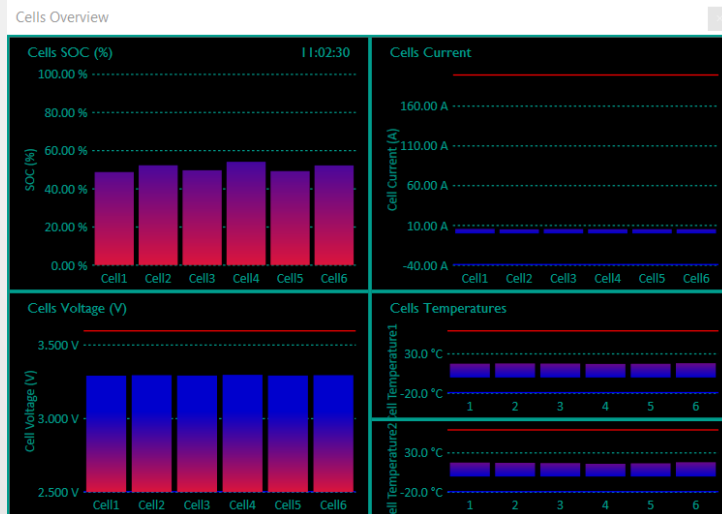 Cells Overview
Cells SOC (%)
11:02:30
100.00 %
80.00 %
60.00 %
40.00 %
20.00 %
0.00 %
SOC (%)
Cell1 Cell2 Cell3 Cell4 Cell5 Cell6
Cells Current
160.00 A
110.00 A
60.00 A
10.00 A
-40.00 A
Cell Current (A)
Cell1 Cell2 Cell3 Cell4 Cell5 Cell6
Cells Voltage (V)
3.500 V
3.000 V
2.500 V
Cell Voltage (V)
Cell1 Cell2 Cell3 Cell4 Cell5 Cell6
Cells Temperatures
30.0 °C
-20.0 °C
Cell Temperature1
1 2 3 4 5 6
30.0 °C
-20.0 °C
Cell Temperature2
1 2 3 4 5 6